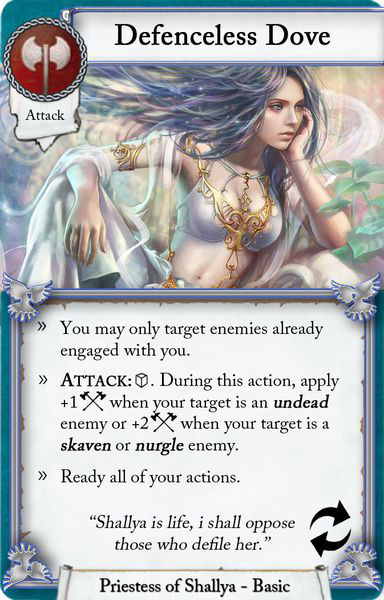 Defenceless Dove
Attack
» You may only target enemies already
engaged with you.
» ATTACK: . During this action, apply
+1 when your target is an undead
enemy or +2 when your target is a
skaven or nurgle enemy.
» Ready all of your actions.
“Shallya is life, i shall oppose
those who defile her.”
Priestess of Shallya - Basic